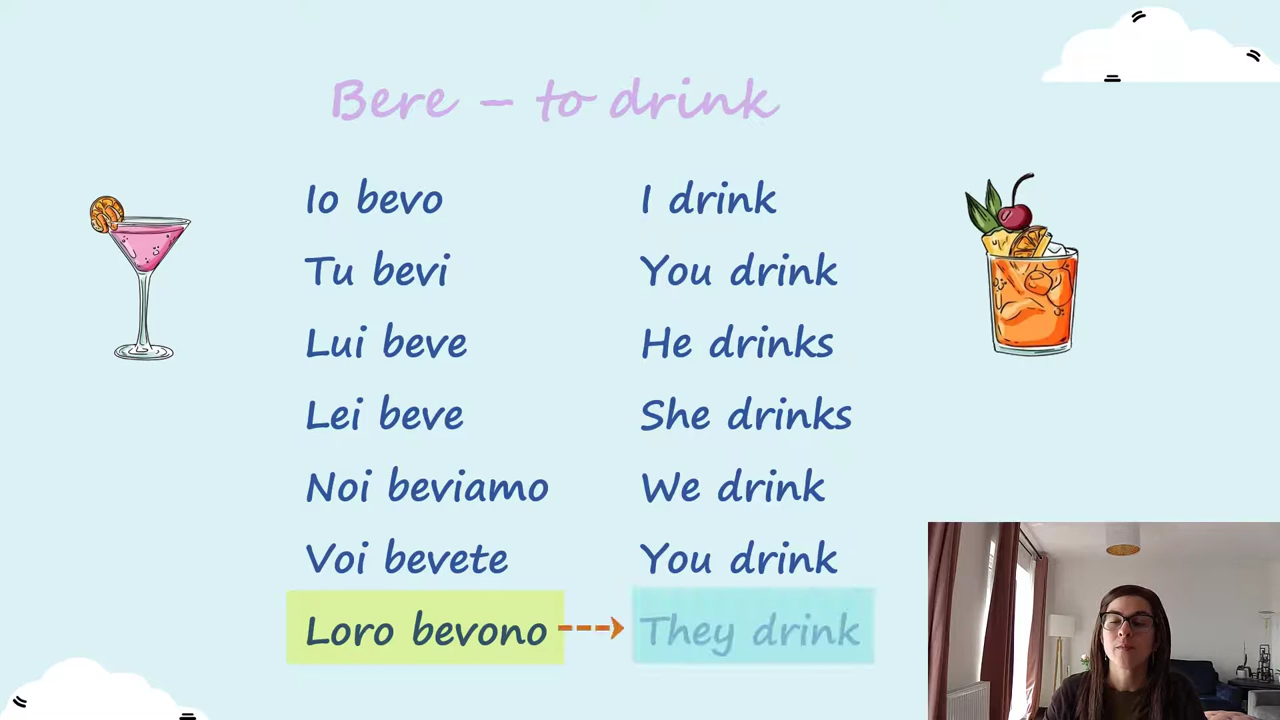 Bere – to drink
Io bevo I drink
Tu bevi You drink
Lui beve He drinks
Lei beve She drinks
Noi beviamo We drink
Voi bevete You drink
Loro bevono They drink